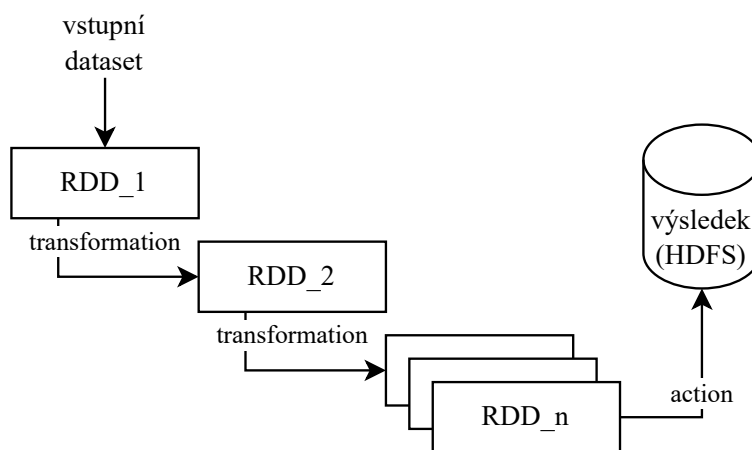 vstupní
dataset
RDD_1
transformation
RDD_2
transformation
RDD_n
action
výsledek
(HDFS)